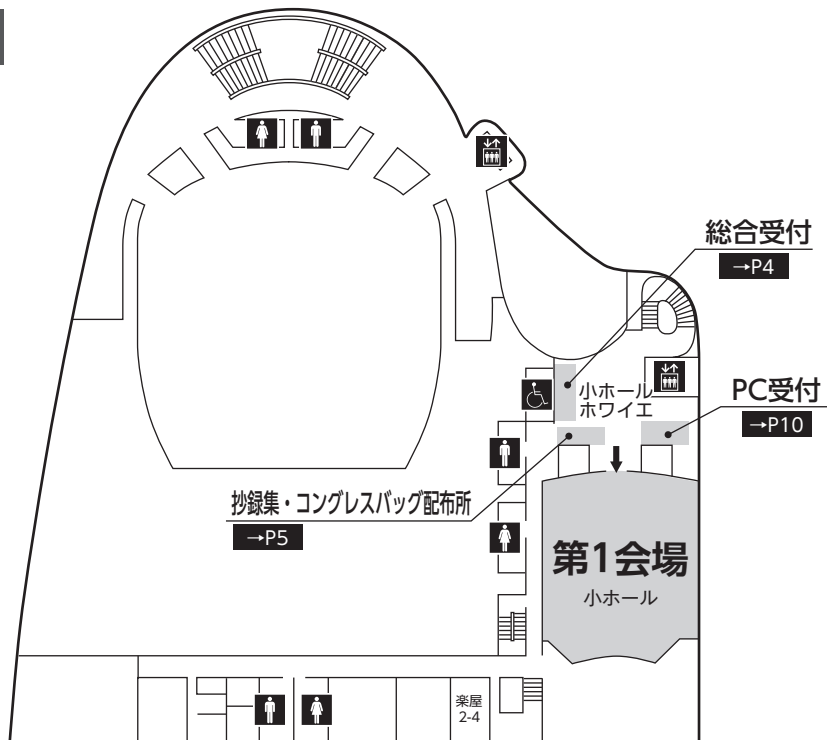 総合受付
→P4
小ホール
ホワイエ
PC受付
→P10
抄録集・コングレスバッグ配布所
→P5
第1会場
小ホール
楽屋
2-4